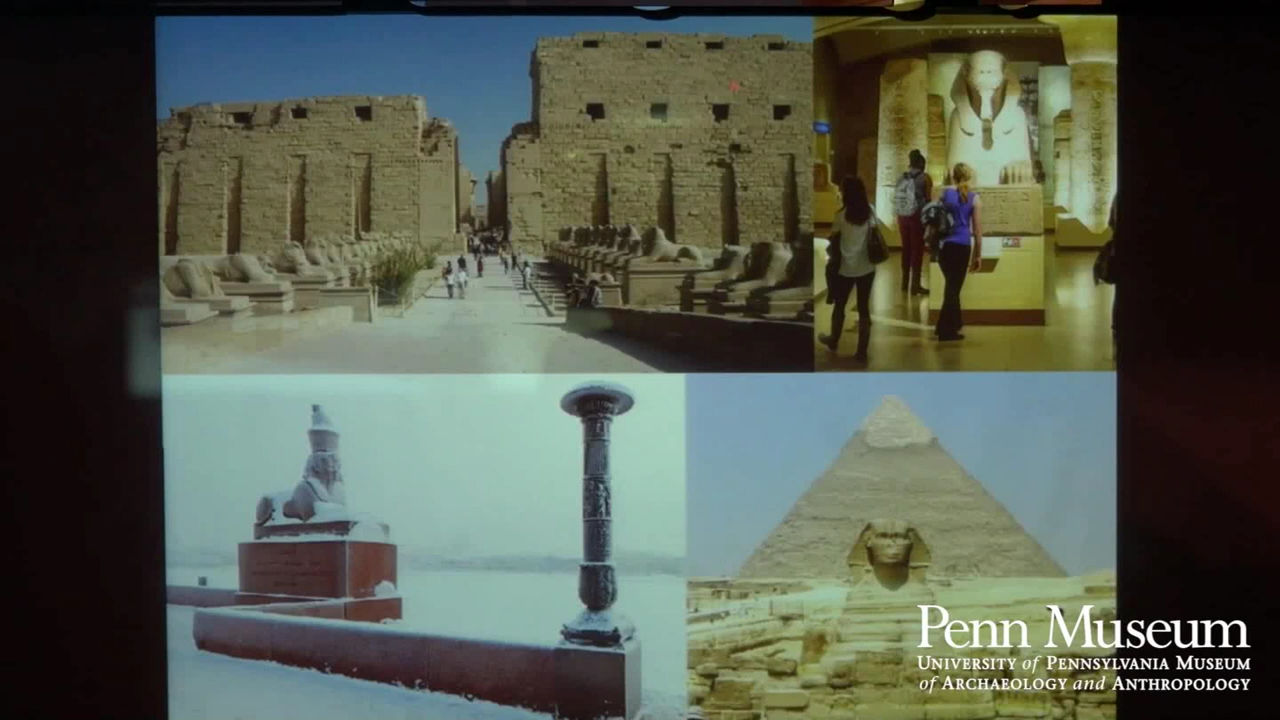 Penn Museum
UNIVERSITY of PENNSYLVANIA MUSEUM
of ARCHAEOLOGY and ANTHROPOLOGY